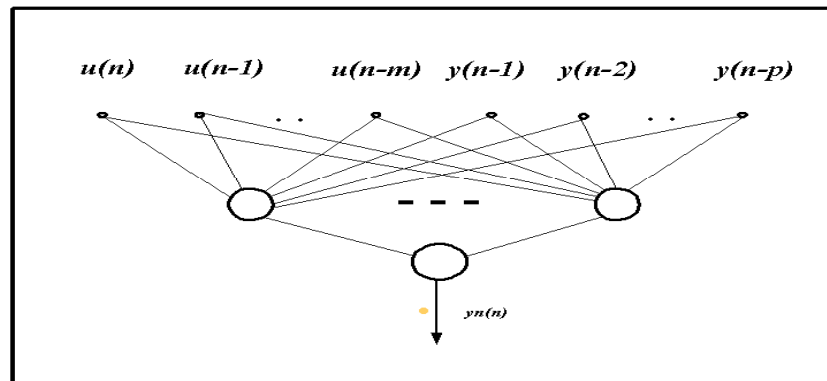 u(n) u(n-1) u(n-m) y(n-1) y(n-2) y(n-p)
. . . .
yn(n)